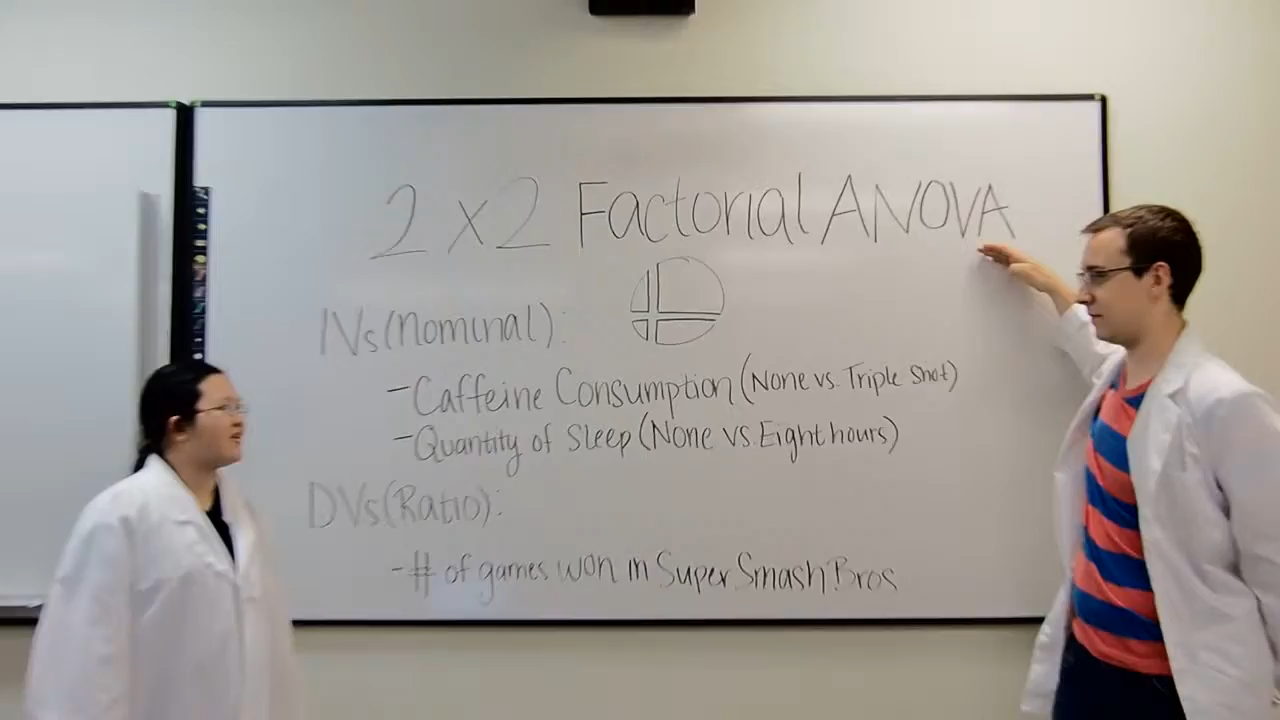 2 x 2 Factorial ANOVA
IVs (Nominal):
- Caffeine Consumption (None vs. Triple Shot)
- Quantity of Sleep (None vs. Eight hours)
DVs (Ratio):
- # of games won in Super Smash Bros